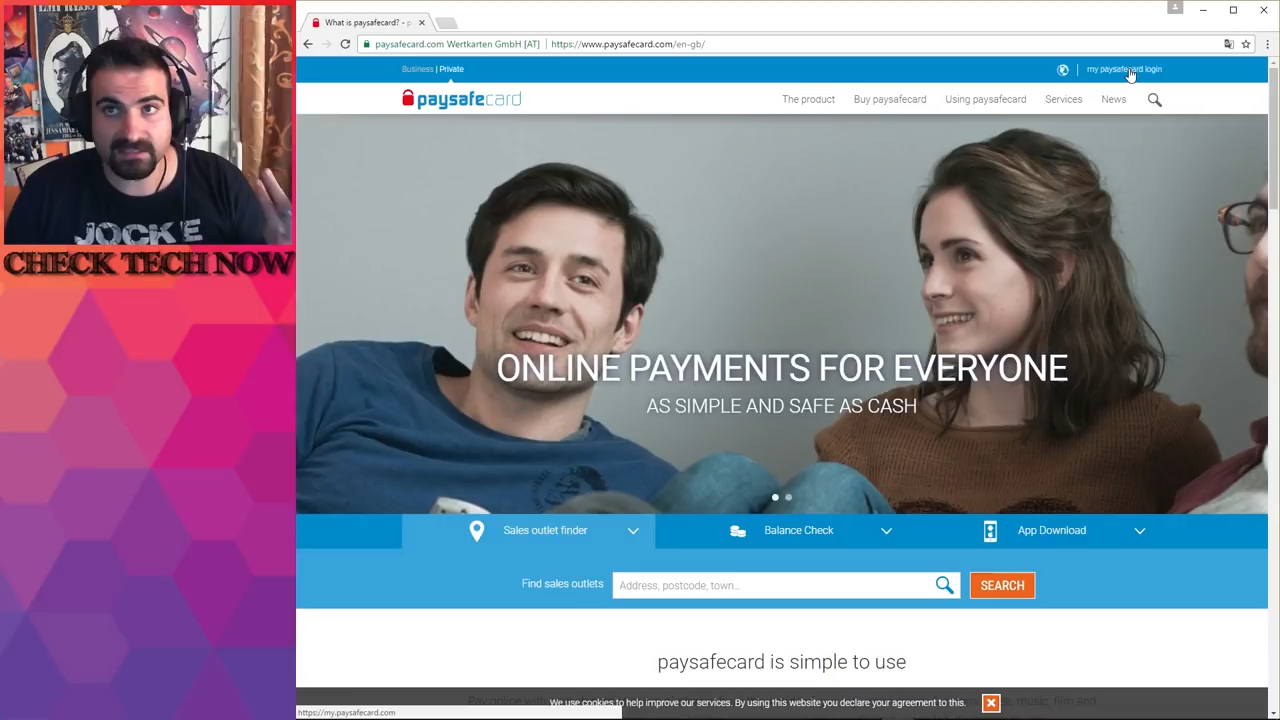 What is paysafecard? - p
paysafecard.com Wertkarten GmbH [AT]
https://www.paysafecard.com/en-gb/
Business | Private
my paysafecard login
paysafecard
The product
Buy paysafecard
Using paysafecard
Services
News
JOCKE
CHECK TECH NOW
ONLINE PAYMENTS FOR EVERYONE
AS SIMPLE AND SAFE AS CASH
Sales outlet finder
Balance Check
App Download
Find sales outlets
Address, postcode, town...
SEARCH
paysafecard is simple to use
We use cookies to help improve our services. By using this website you declare your agreement to this.
https://my.paysafecard.com